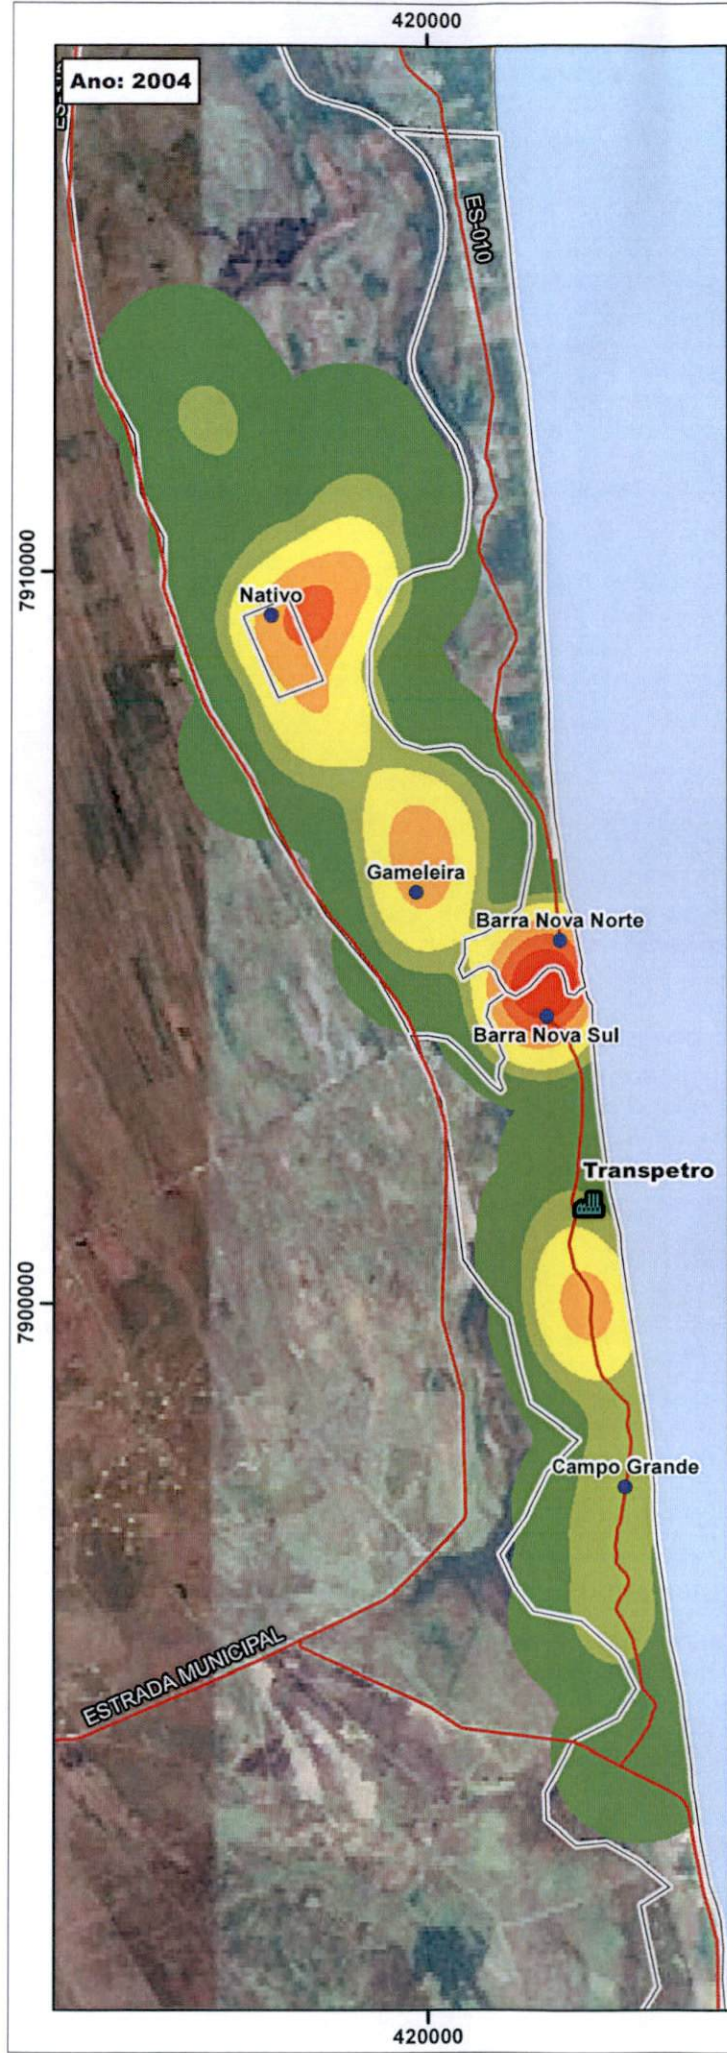 420000
Ano: 2004
ES-010
7910000
Nativo
Gameleira
Barra Nova Norte
Barra Nova Sul
Transpetro
7900000
Campo Grande
ESTRADA MUNICIPAL
420000